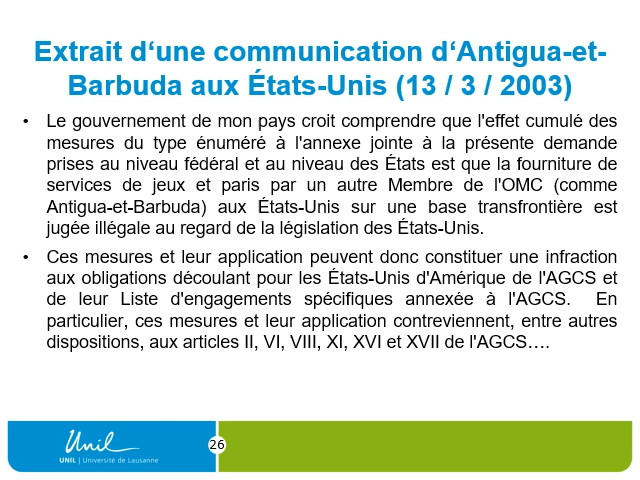 Extrait d‘une communication d‘Antigua-et-
Barbuda aux États-Unis (13 / 3 / 2003)
• Le gouvernement de mon pays croit comprendre que l'effet cumulé des
mesures du type énuméré à l'annexe jointe à la présente demande
prises au niveau fédéral et au niveau des États est que la fourniture de
services de jeux et paris par un autre Membre de l'OMC (comme
Antigua-et-Barbuda) aux États-Unis sur une base transfrontière est
jugée illégale au regard de la législation des États-Unis.
• Ces mesures et leur application peuvent donc constituer une infraction
aux obligations découlant pour les États-Unis d'Amérique de l'AGCS et
de leur Liste d'engagements spécifiques annexée à l'AGCS. En
particulier, ces mesures et leur application contreviennent, entre autres
dispositions, aux articles II, VI, VIII, XI, XVI et XVII de l'AGCS….
Unil
UNIL | Université de Lausanne
26